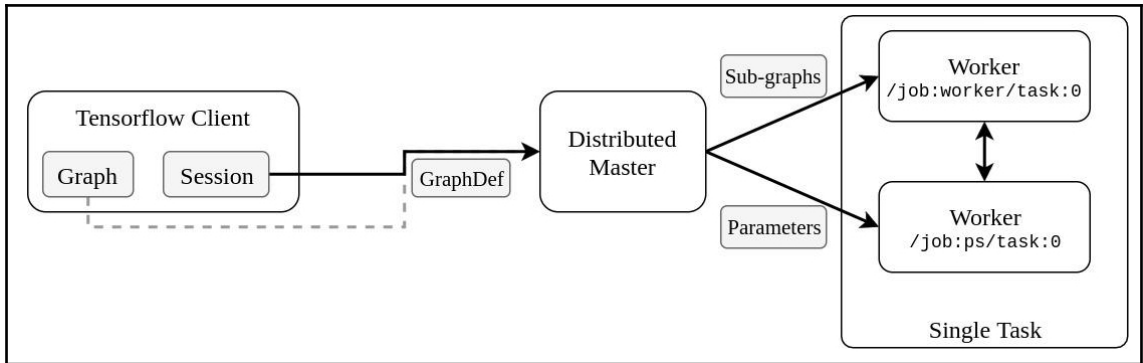 Tensorflow Client
Graph
Session
GraphDef
Distributed
Master
Sub-graphs
Parameters
Worker
/job:worker/task:0
Worker
/job:ps/task:0
Single Task